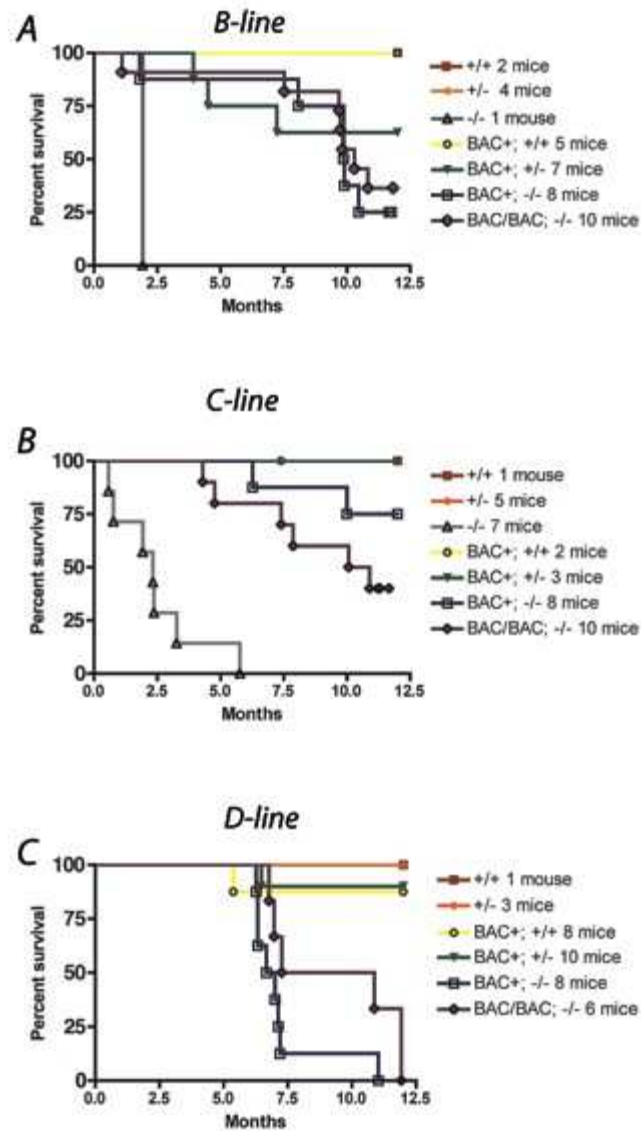 A
B-line
Percent survival
100
75
50
25
0
0.0 2.5 5.0 7.5 10.0 12.5
Months
+/+ 2 mice
+/- 4 mice
-/- 1 mouse
BAC+; +/+ 5 mice
BAC+; +/- 7 mice
BAC+; -/- 8 mice
BAC/BAC; -/- 10 mice
C-line
B
Percent survival
100
75
50
25
0
0.0 2.5 5.0 7.5 10.0 12.5
Months
+/+ 1 mouse
+/- 5 mice
-/- 7 mice
BAC+; +/+ 2 mice
BAC+; +/- 3 mice
BAC+; -/- 8 mice
BAC/BAC; -/- 10 mice
D-line
C
Percent survival
100
75
50
25
0
0.0 2.5 5.0 7.5 10.0 12.5
Months
+/+ 1 mouse
+/- 3 mice
BAC+; +/+ 8 mice
BAC+; +/- 10 mice
BAC+; -/- 8 mice
BAC/BAC; -/- 6 mice